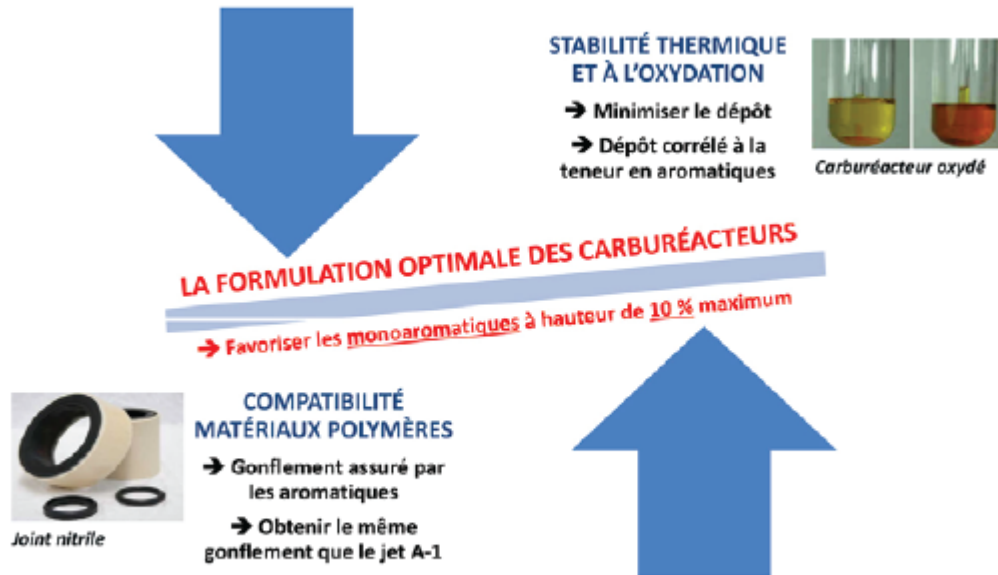 STABILITÉ THERMIQUE
ET À L'OXYDATION
➔ Minimiser le dépôt
➔ Dépôt corrélé à la
teneur en aromatiques
Carburéacteur oxydé
LA FORMULATION OPTIMALE DES CARBURÉACTEURS
➔ Favoriser les monoaromatiques à hauteur de 10 % maximum
COMPATIBILITÉ
MATÉRIAUX POLYMÈRES
➔ Gonflement assuré par
les aromatiques
➔ Obtenir le même
gonflement que le jet A-1
Joint nitrile